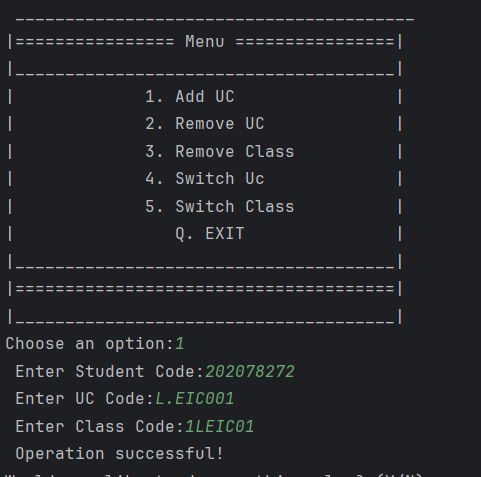 ________________________________________
|================ Menu ================|
|______________________________________|
|             1. Add UC                |
|             2. Remove UC             |
|             3. Remove Class          |
|             4. Switch Uc             |
|             5. Switch Class          |
|                Q. EXIT               |
|______________________________________|
|======================================|
|______________________________________|
Choose an option:1
Enter Student Code:202078272
Enter UC Code:L.EIC001
Enter Class Code:1LEIC01
Operation successful!